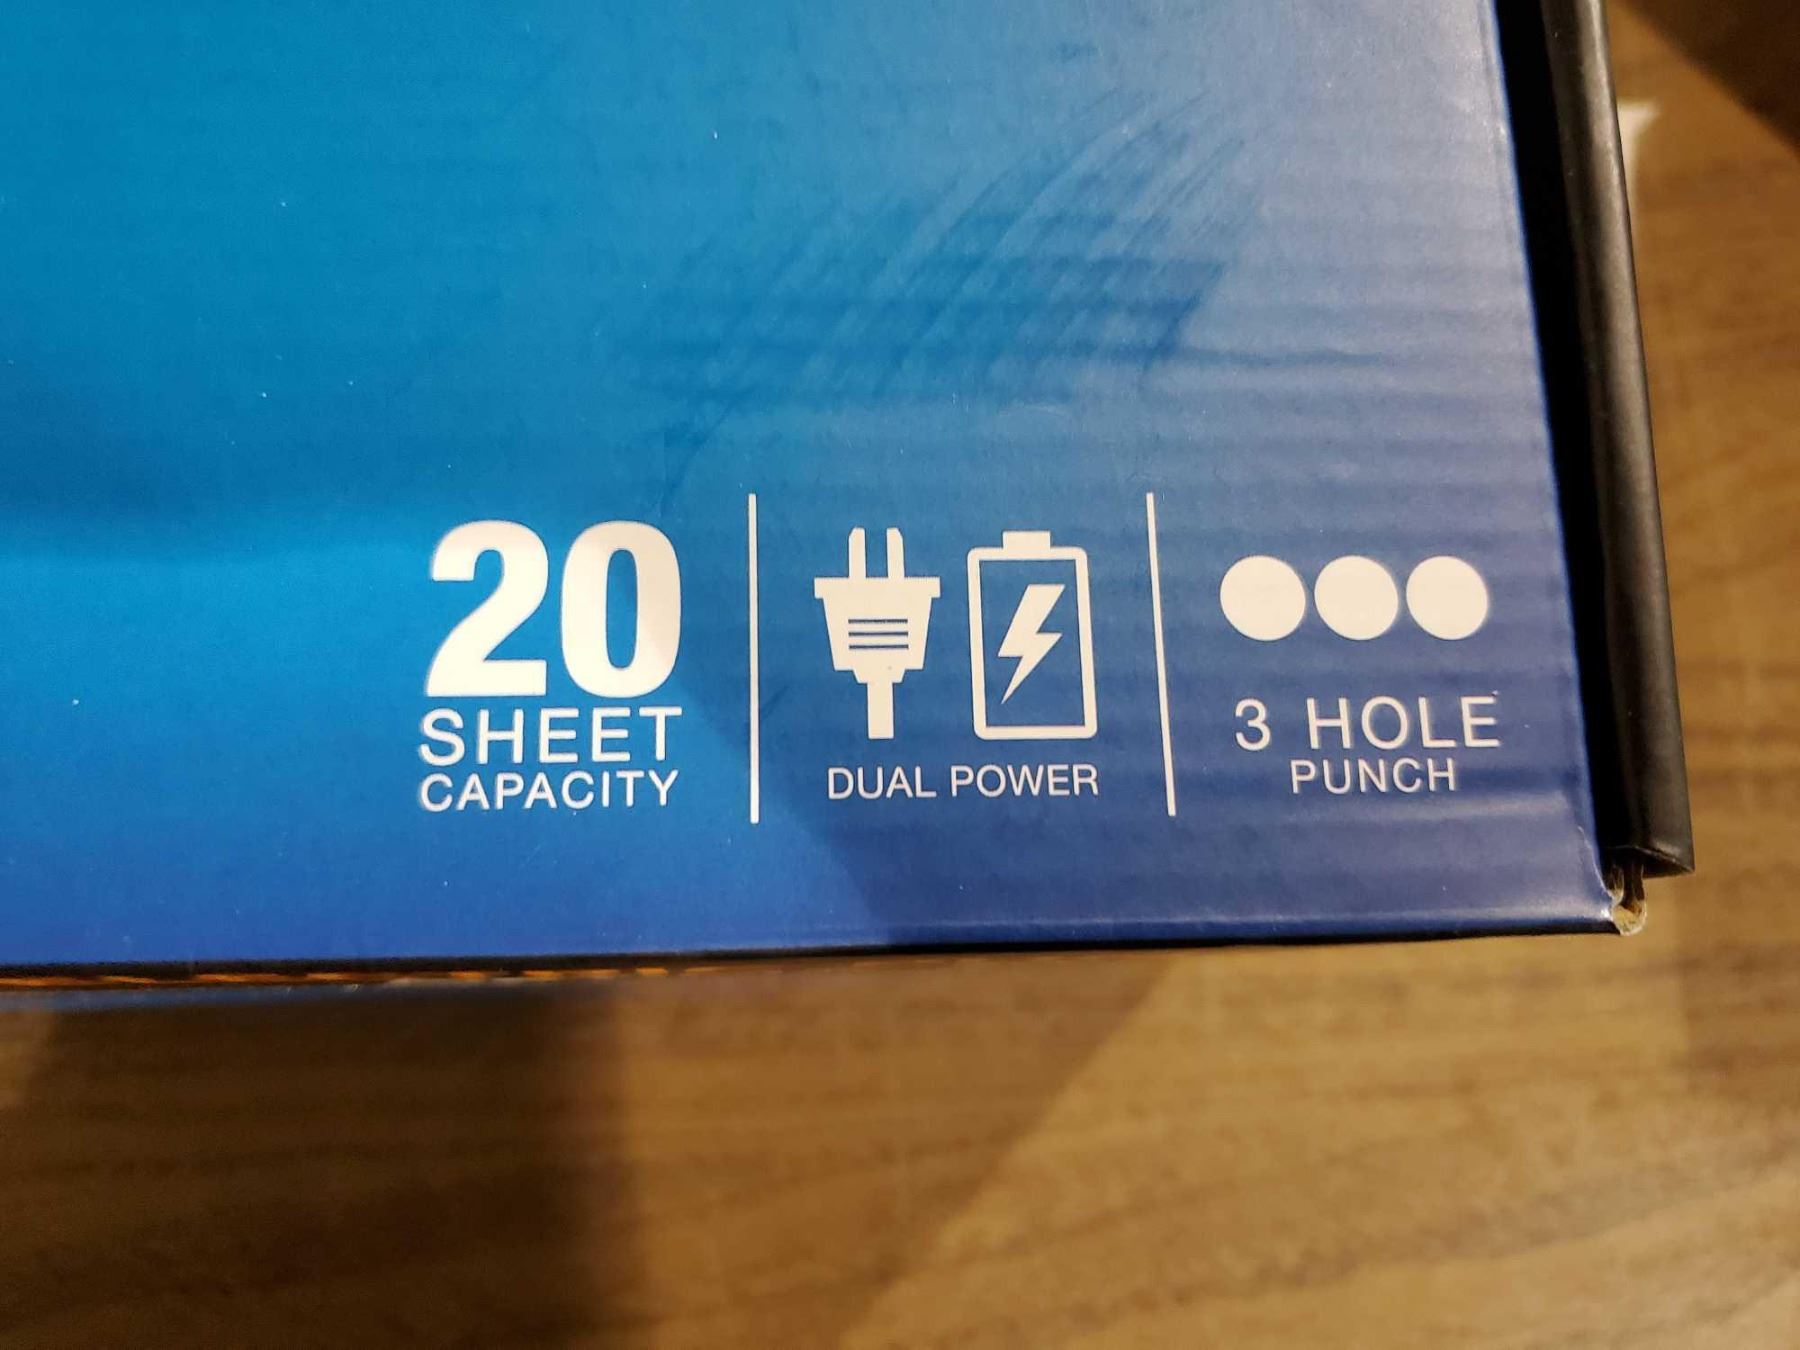 20
SHEET
CAPACITY
DUAL POWER
3 HOLE
PUNCH